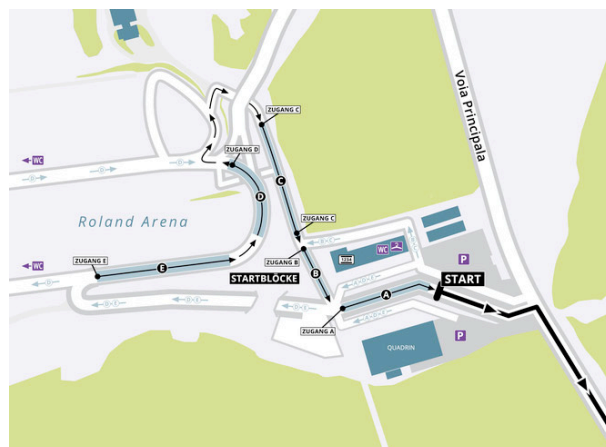 ZUGANG C
Voia Principala
ZUGANG D
WC
D
C
D
ZUGANG C
Roland Arena
ZUGANG B
WC
P
ZUGANG E
WC
E
STARTBLÖCKE
B
START
A
ZUGANG A
P
QUADRIN